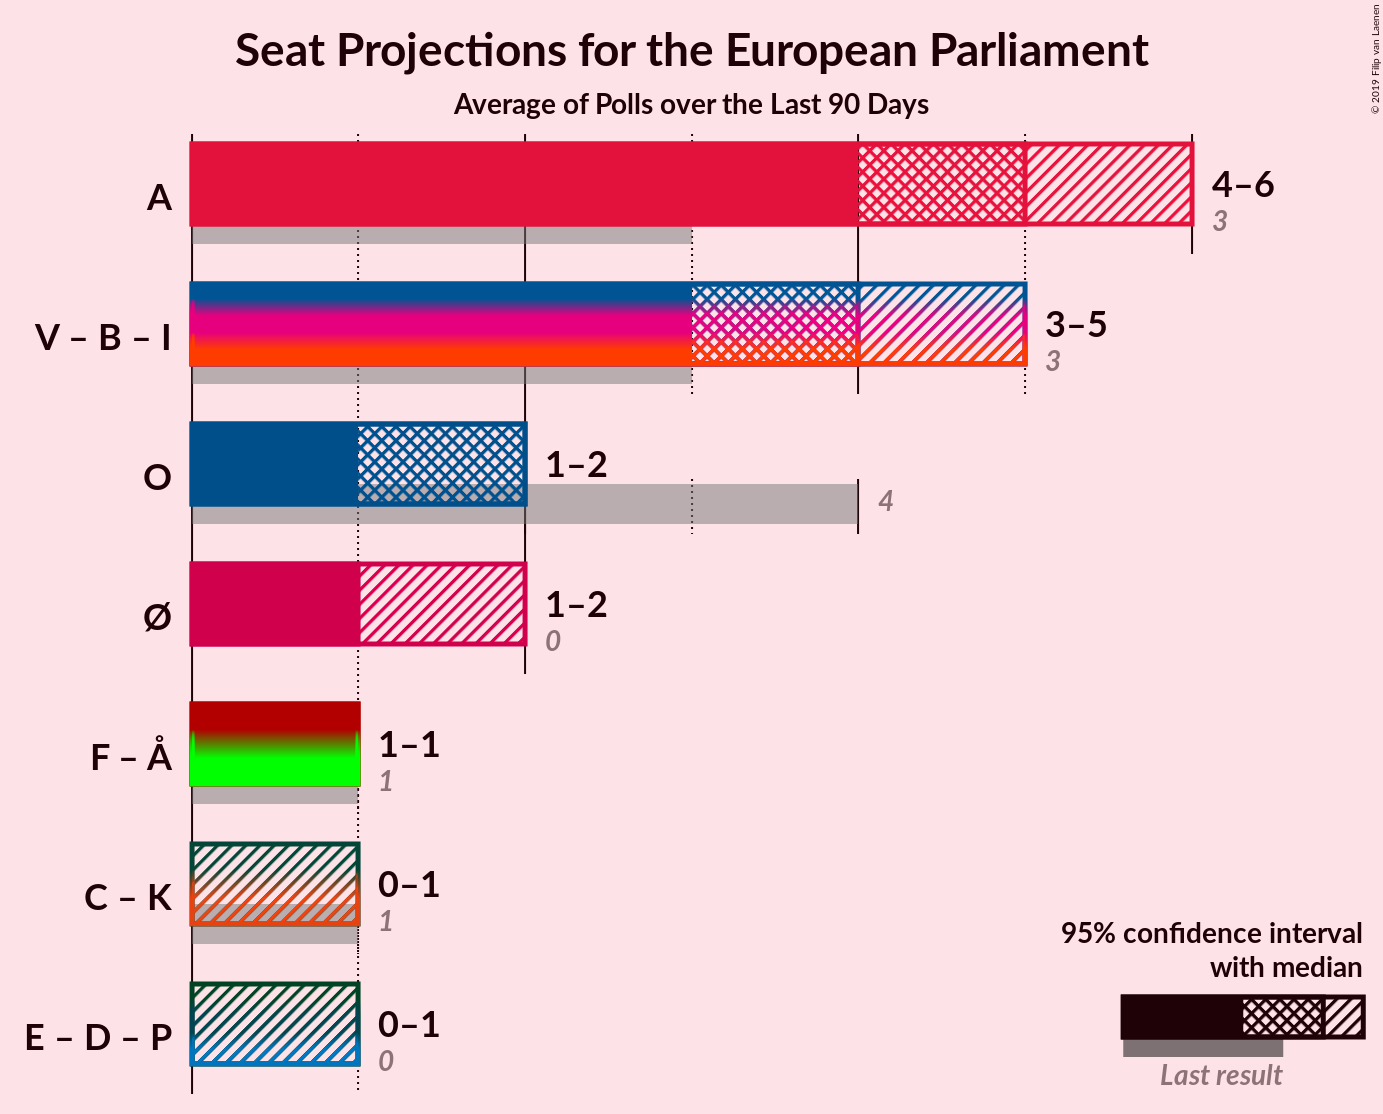 Seat Projections for the European Parliament
Average of Polls over the Last 90 Days
© 2019 Filip van Laenen
A
4–6
3
V – B – I
3–5
3
O
1–2
4
Ø
1–2
0
F – Å
1–1
1
C – K
0–1
1
E – D – P
0–1
0
95% confidence interval
with median
Last result